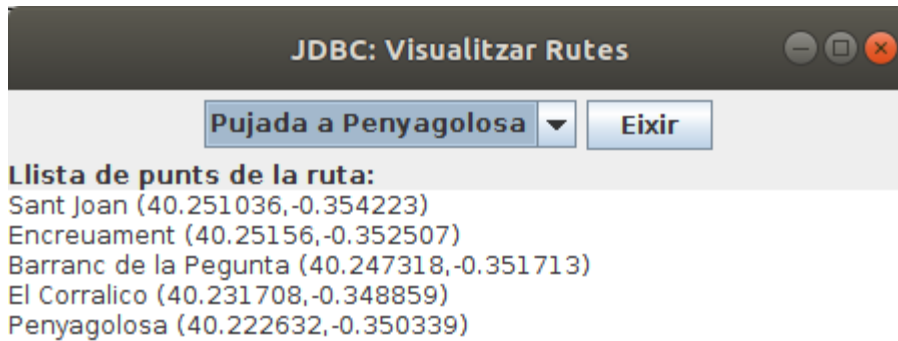 JDBC: Visualitzar Rutes
Pujada a Penyagolosa Eixir
Llista de punts de la ruta:
Sant Joan (40.251036,-0.354223)
Encreuament (40.25156,-0.352507)
Barranc de la Pegunta (40.247318,-0.351713)
El Corralico (40.231708,-0.348859)
Penyagolosa (40.222632,-0.350339)